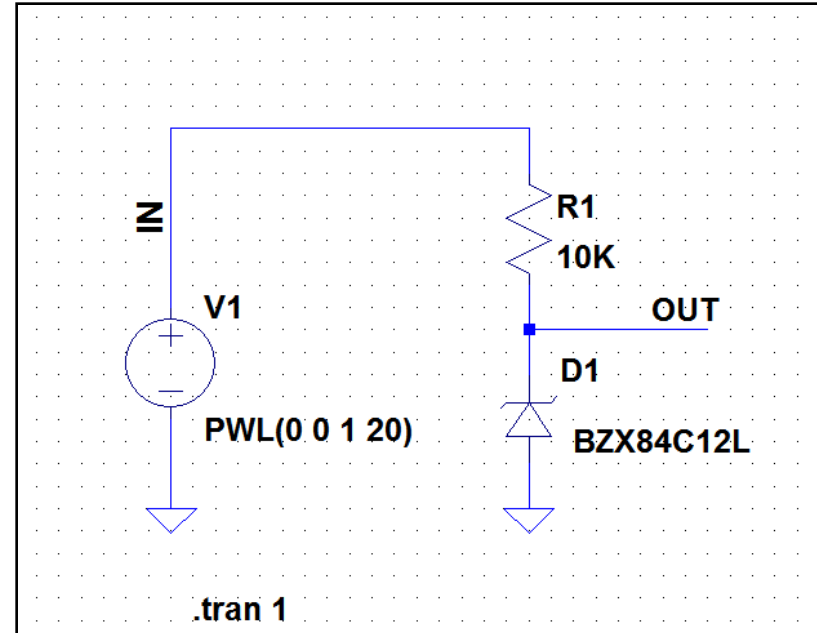 IN
R1
10K
V1
OUT
D1
PWL(0 0 1 20)
BZX84C12L
.tran 1